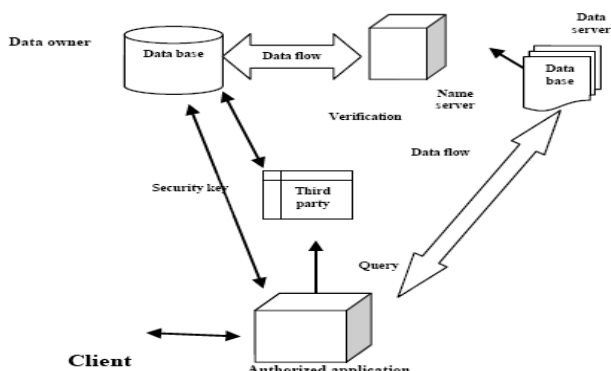 Data owner
Data base
Data flow
Data
server
Data
base
Name
server
Verification
Data flow
Security key
Third
party
Query
Client
Authorized application